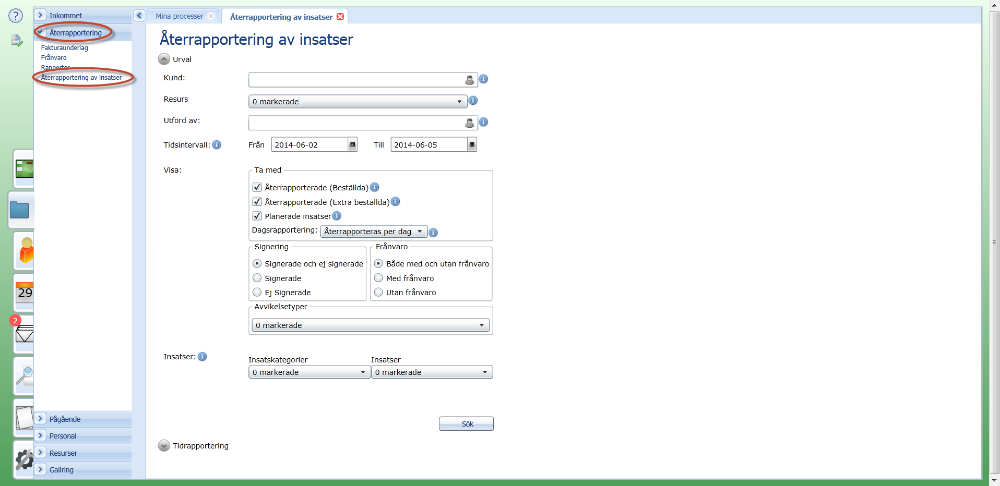 ?
Inkommet
Återrapportering
Fakturaunderlag
Frånvaro
Rapporter
Återrapportering av insatser
29
2
Pågående
Personal
Resurser
Gallring
Mina processer
Återrapportering av insatser
Återrapportering av insatser
Urval
Kund:
Resurs 0 markerade
Utförd av:
Tidsintervall: Från 2014-06-02 Till 2014-06-05
Visa: Ta med
Återrapporterade (Beställda)
Återrapporterade (Extra beställda)
Planerade insatser
Dagsrapportering: Återrapporteras per dag
Signering
Signerade och ej signerade
Signerade
Ej Signerade
Frånvaro
Både med och utan frånvaro
Med frånvaro
Utan frånvaro
Avvikelsetyper
0 markerade
Insatser:
Insatskategorier Insatser
0 markerade 0 markerade
Sök
Tidrapportering